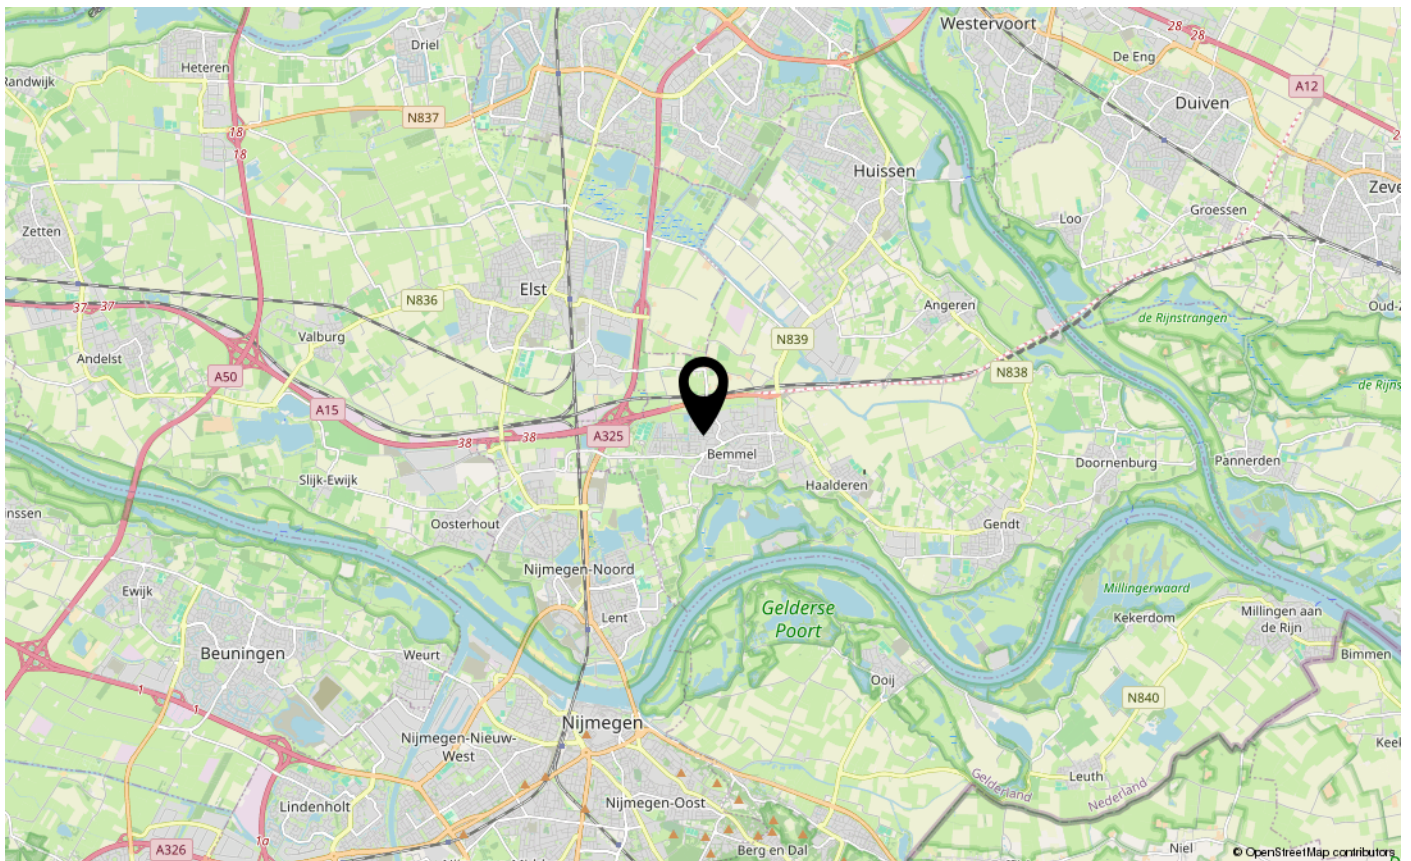 Westervoort
28
28
De Eng
Driel
Heteren
Randwijk
A12
Duiven
N837
18
18
Huissen
Zetten
Loo
Groessen
Elst
N836
37
37
Angeren
de Rijnstrangen
Valburg
N839
Andelst
A50
N838
A15
38
38
A325
Bemmel
Doornenburg
Pannerden
Slijk-Ewijk
Haalderen
Oosterhout
Gendt
Nijmegen-Noord
Ewijk
Millingerwaard
Gelderse
Poort
Lent
Kekerdom
Millingen aan
de Rijn
Beuningen
Weurt
Bimmen
Ooij
1
1
N840
Nijmegen
Nijmegen-Nieuw-
West
Leuth
Gelderland
Nederland
Lindenholt
Nijmegen-Oost
1a
A326
Berg en Dal
Niel
© OpenStreetMap contributors